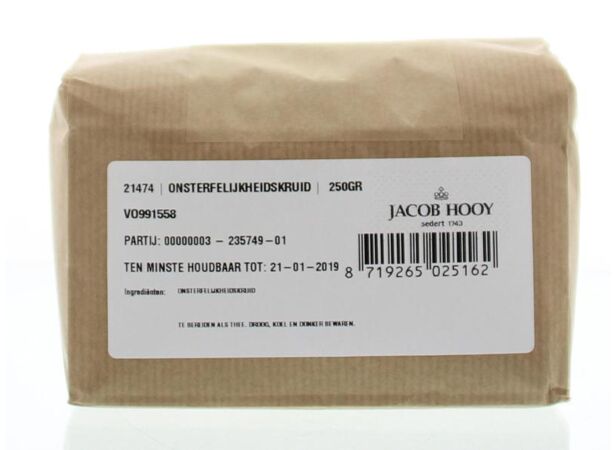 21474 | ONSTERFELIJKHEIDSKRUID | 250GR
VO991558
JACOB HOOY
sedert 1743
PARTIJ: 00000003 - 235749-01
TEN MINSTE HOUDBAAR TOT: 21-01-2019
8 719265 025162
Ingrediënten: ONSTERFELIJKHEIDSKRUID
TE BEREIDEN ALS THEE. DROOG, KOEL EN DONKER BEWAREN.